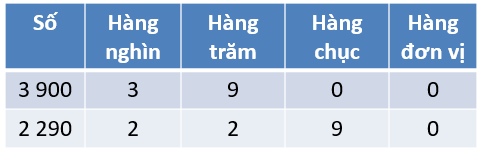 Số Hàng nghìn Hàng trăm Hàng chục Hàng đơn vị
3 900 3 9 0 0
2 290 2 2 9 0